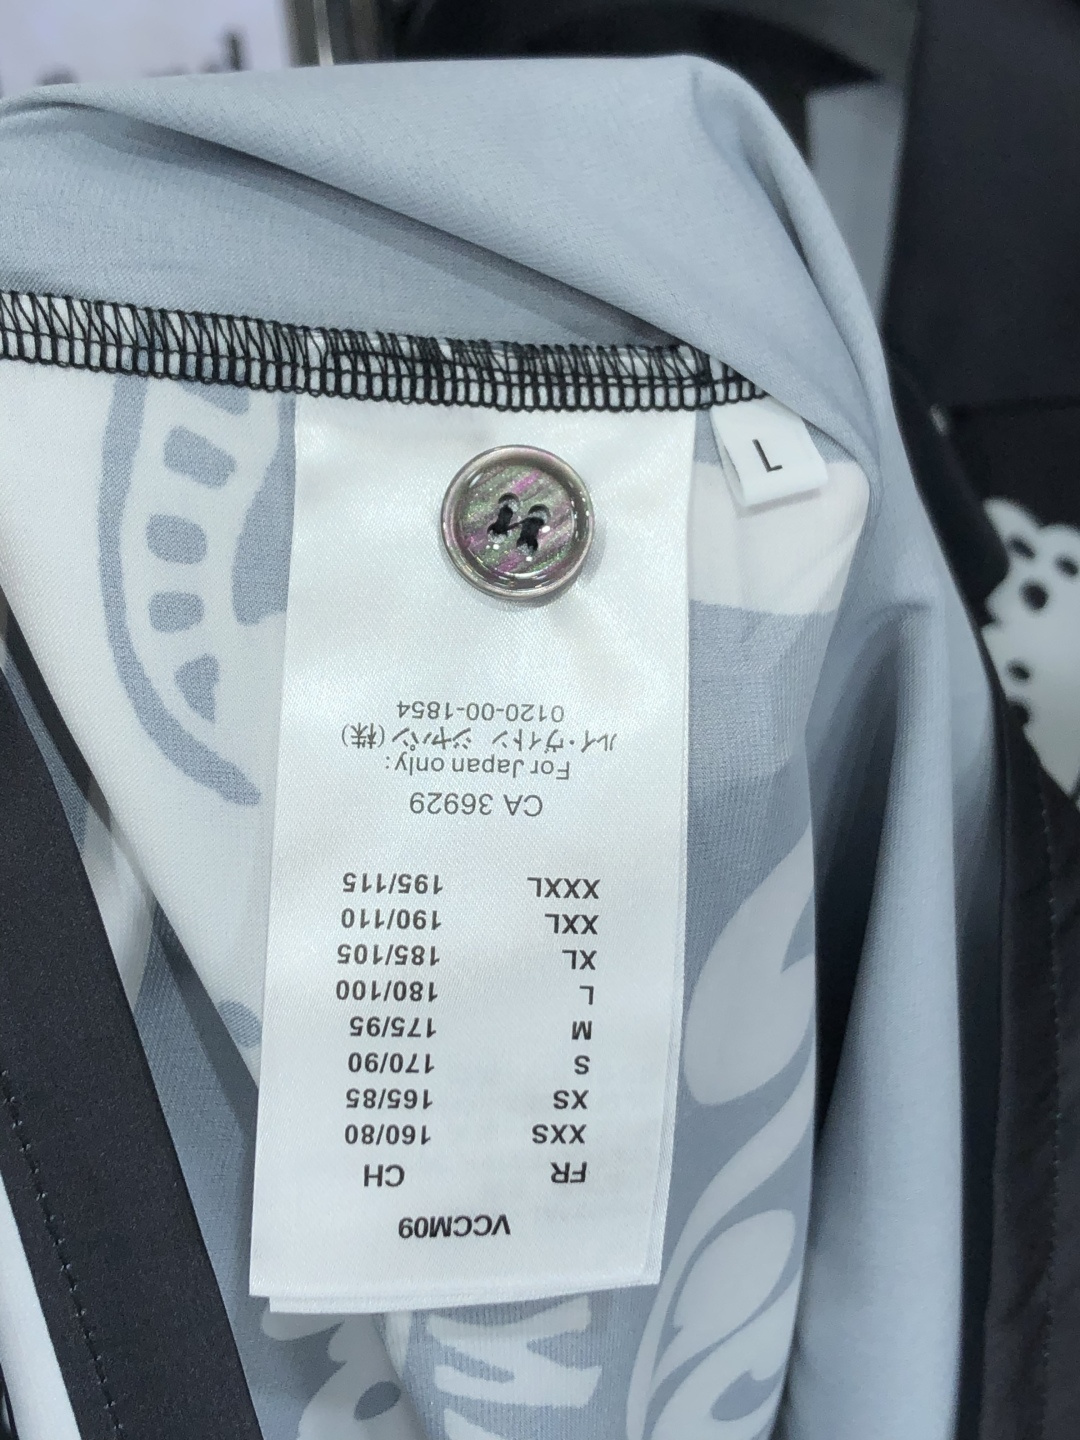 L
VCCM09
FR CH
XXS 160/80
XS 165/85
S 170/90
M 175/95
L 180/100
XL 185/105
XXL 190/110
XXXL 195/115
CA 36929
For Japan only:
ルイ・ヴィトン ジャパン(株)
0120-00-1854